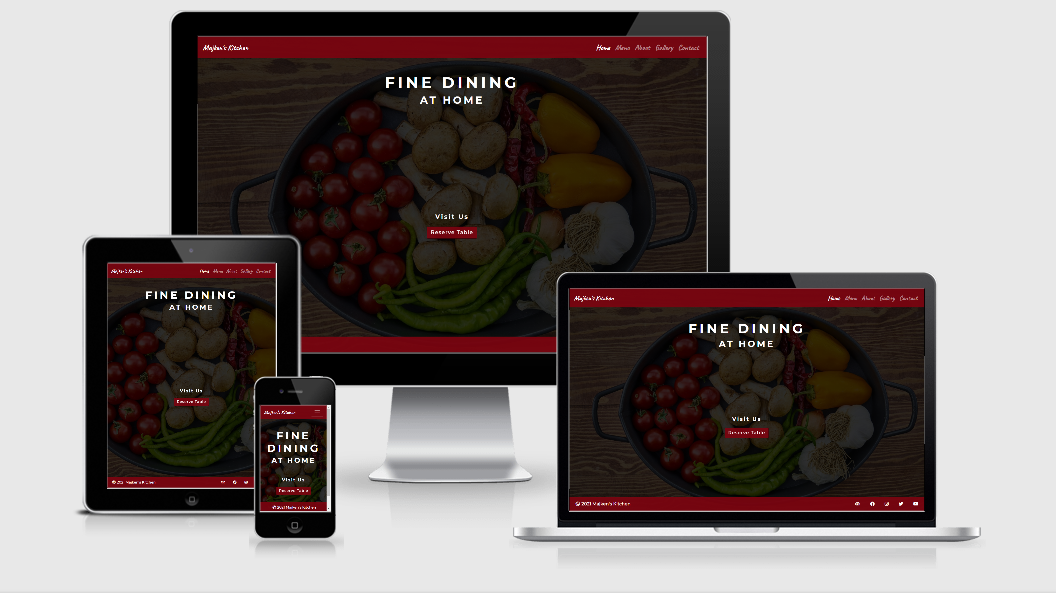 Majken's Kitchen
Home Menu About Gallery Contact
FINE DINING
AT HOME
Visit Us
Reserve Table
Majken's Kitchen
Home Menu About Gallery Contact
FINE DINING
AT HOME
Visit Us
Reserve Table
© 2021 Majken's Kitchen
Majken's Kitchen
FINE
DINING
AT HOME
Visit Us
Reserve Table
© 2021 Majken's Kitchen
Majken's Kitchen
Home Menu About Gallery Contact
FINE DINING
AT HOME
Visit Us
Reserve Table
© 2021 Majken's Kitchen